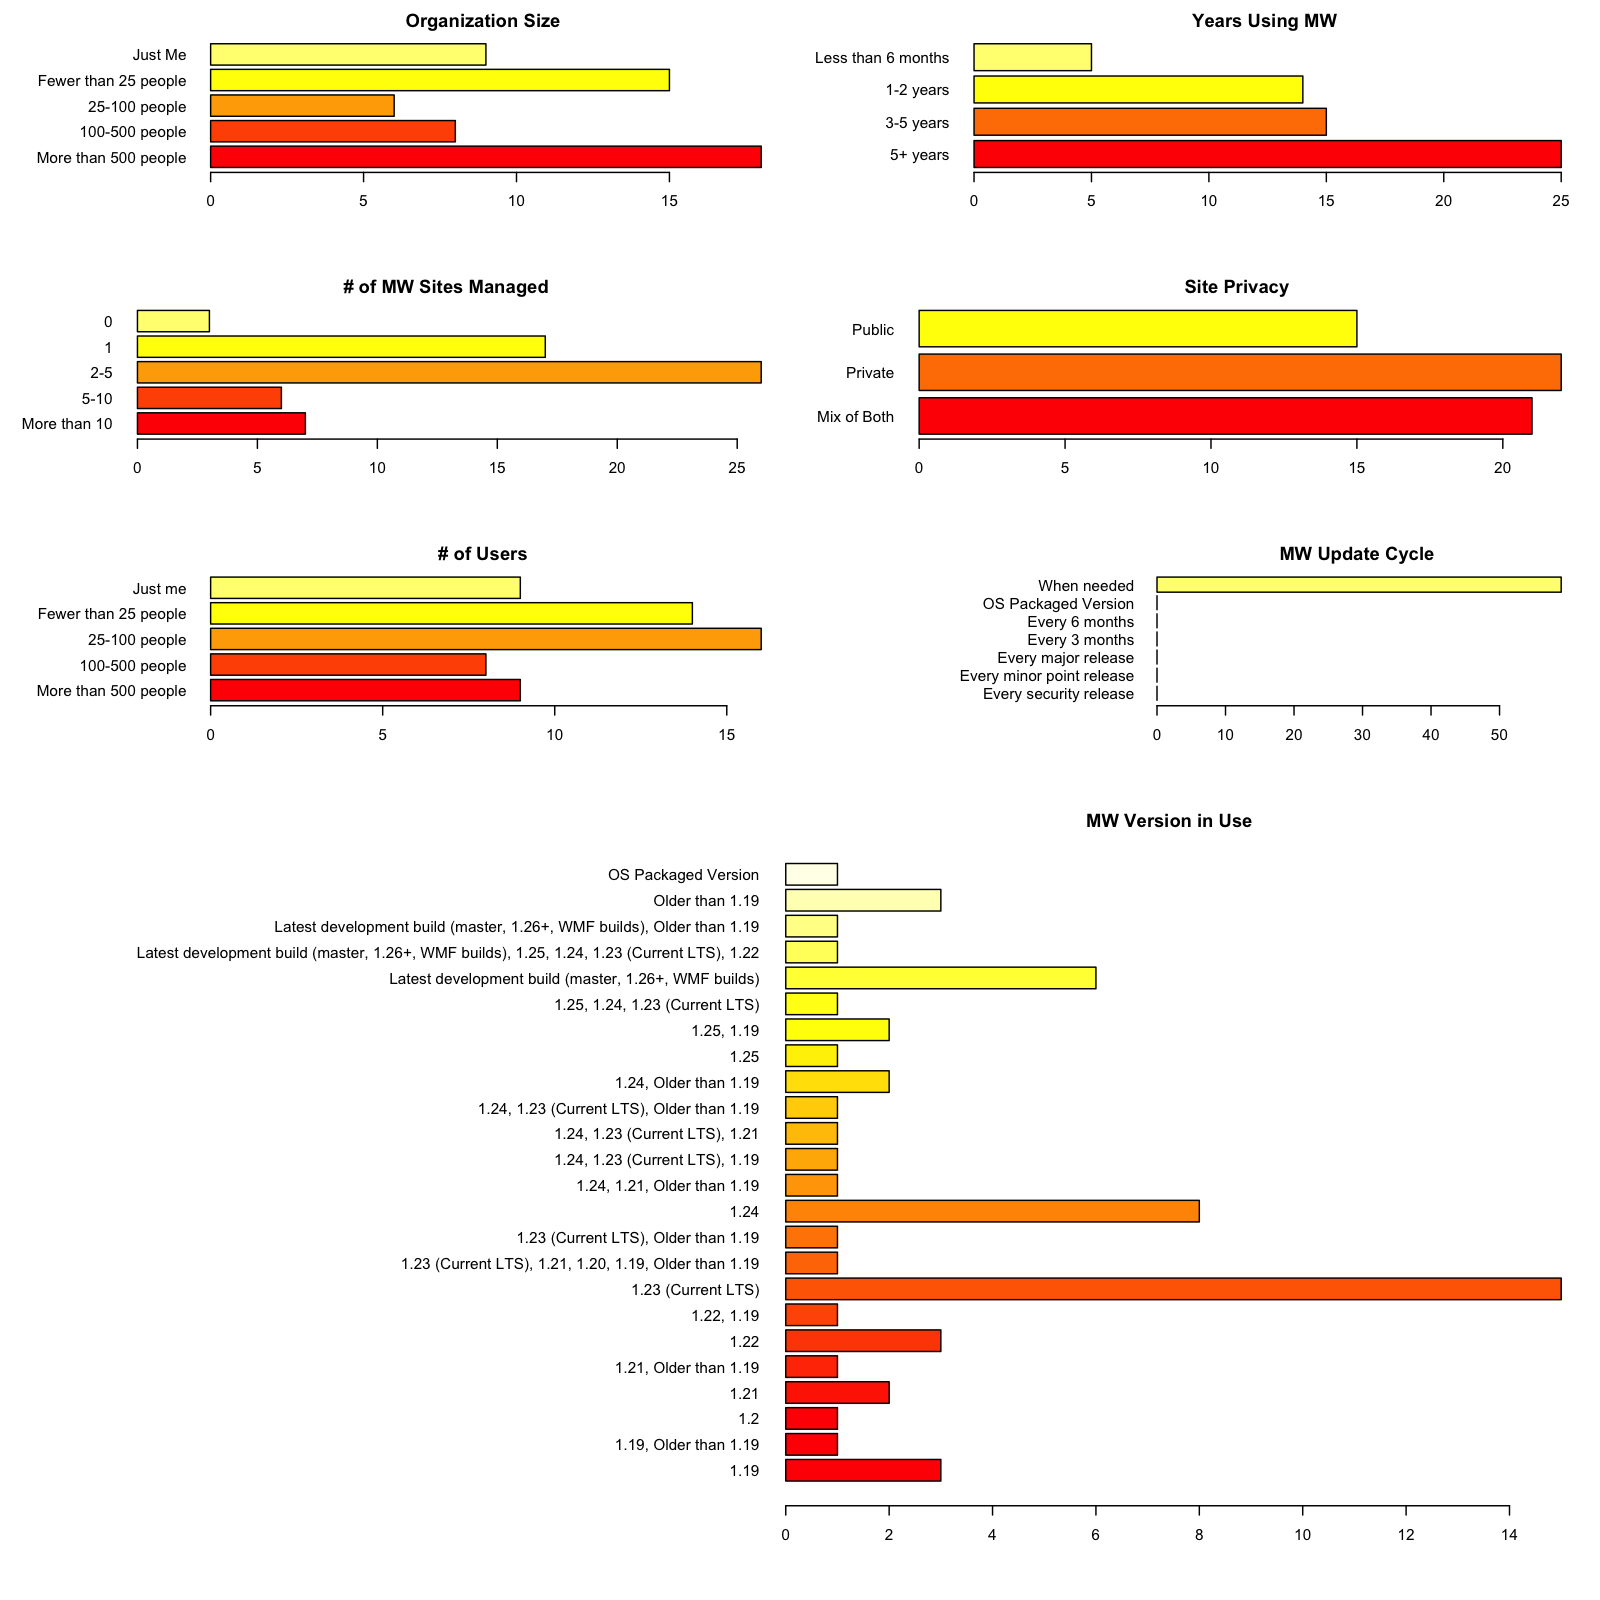 Organization Size
Just Me
Fewer than 25 people
25-100 people
100-500 people
More than 500 people
0 5 10 15
Years Using MW
Less than 6 months
1-2 years
3-5 years
5+ years
0 5 10 15 20 25
# of MW Sites Managed
0
1
2-5
5-10
More than 10
0 5 10 15 20 25
Site Privacy
Public
Private
Mix of Both
0 5 10 15 20
# of Users
Just me
Fewer than 25 people
25-100 people
100-500 people
More than 500 people
0 5 10 15
MW Update Cycle
When needed
OS Packaged Version
Every 6 months
Every 3 months
Every major release
Every minor point release
Every security release
0 10 20 30 40 50
MW Version in Use
OS Packaged Version
Older than 1.19
Latest development build (master, 1.26+, WMF builds), Older than 1.19
Latest development build (master, 1.26+, WMF builds), 1.25, 1.24, 1.23 (Current LTS), 1.22
Latest development build (master, 1.26+, WMF builds)
1.25, 1.24, 1.23 (Current LTS)
1.25, 1.19
1.25
1.24, Older than 1.19
1.24, 1.23 (Current LTS), Older than 1.19
1.24, 1.23 (Current LTS), 1.21
1.24, 1.23 (Current LTS), 1.19
1.24, 1.21, Older than 1.19
1.24
1.23 (Current LTS), Older than 1.19
1.23 (Current LTS), 1.21, 1.20, 1.19, Older than 1.19
1.23 (Current LTS)
1.22, 1.19
1.22
1.21, Older than 1.19
1.21
1.2
1.19, Older than 1.19
1.19
0 2 4 6 8 10 12 14